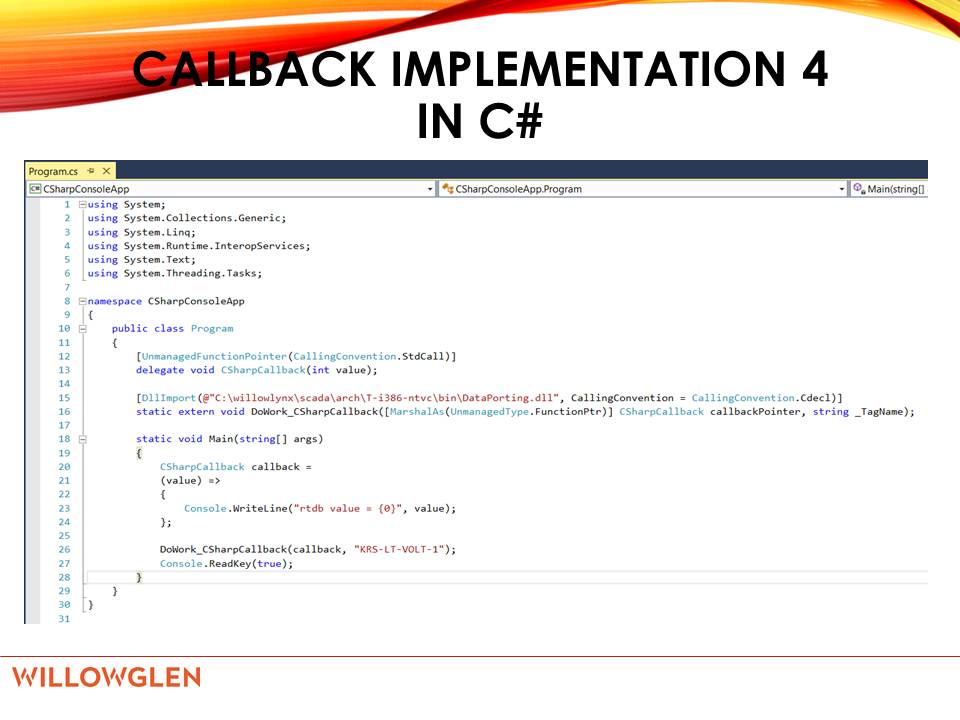 CALLBACK IMPLEMENTATION 4
IN C#
Program.cs
CSharpConsoleApp CSharpConsoleApp.Program Main(string[]
1 using System;
2 using System.Collections.Generic;
3 using System.Linq;
4 using System.Runtime.InteropServices;
5 using System.Text;
6 using System.Threading.Tasks;
7
8 namespace CSharpConsoleApp
9 {
10 public class Program
11 {
12 [UnmanagedFunctionPointer(CallingConvention.StdCall)]
13 delegate void CSharpCallback(int value);
14
15 [DllImport(@"C:\willowlynx\scada\arch\T-i386-ntvc\bin\DataPorting.dll", CallingConvention = CallingConvention.Cdecl)]
16 static extern void DoWork_CSharpCallback([MarshalAs(UnmanagedType.FunctionPtr)] CSharpCallback callbackPointer, string _TagName);
17
18 static void Main(string[] args)
19 {
20 CSharpCallback callback =
21 (value) =>
22 {
23 Console.WriteLine("rtdb value = {0}", value);
24 };
25
26 DoWork_CSharpCallback(callback, "KRS-LT-VOLT-1");
27 Console.ReadKey(true);
28 }
29 }
30 }
31
WILLOWGLEN